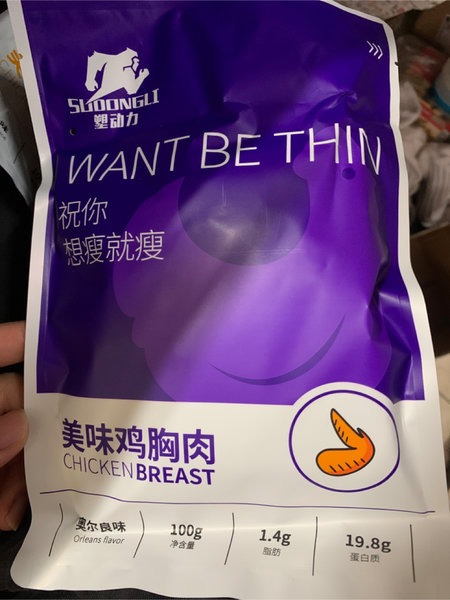 SUDONGLI
塑动力
I WANT BE THIN
祝你
想瘦就瘦
美味鸡胸肉
CHICKEN BREAST
奥尔良味
Orleans flavor
100g
净含量
1.4g
脂肪
19.8g
蛋白质